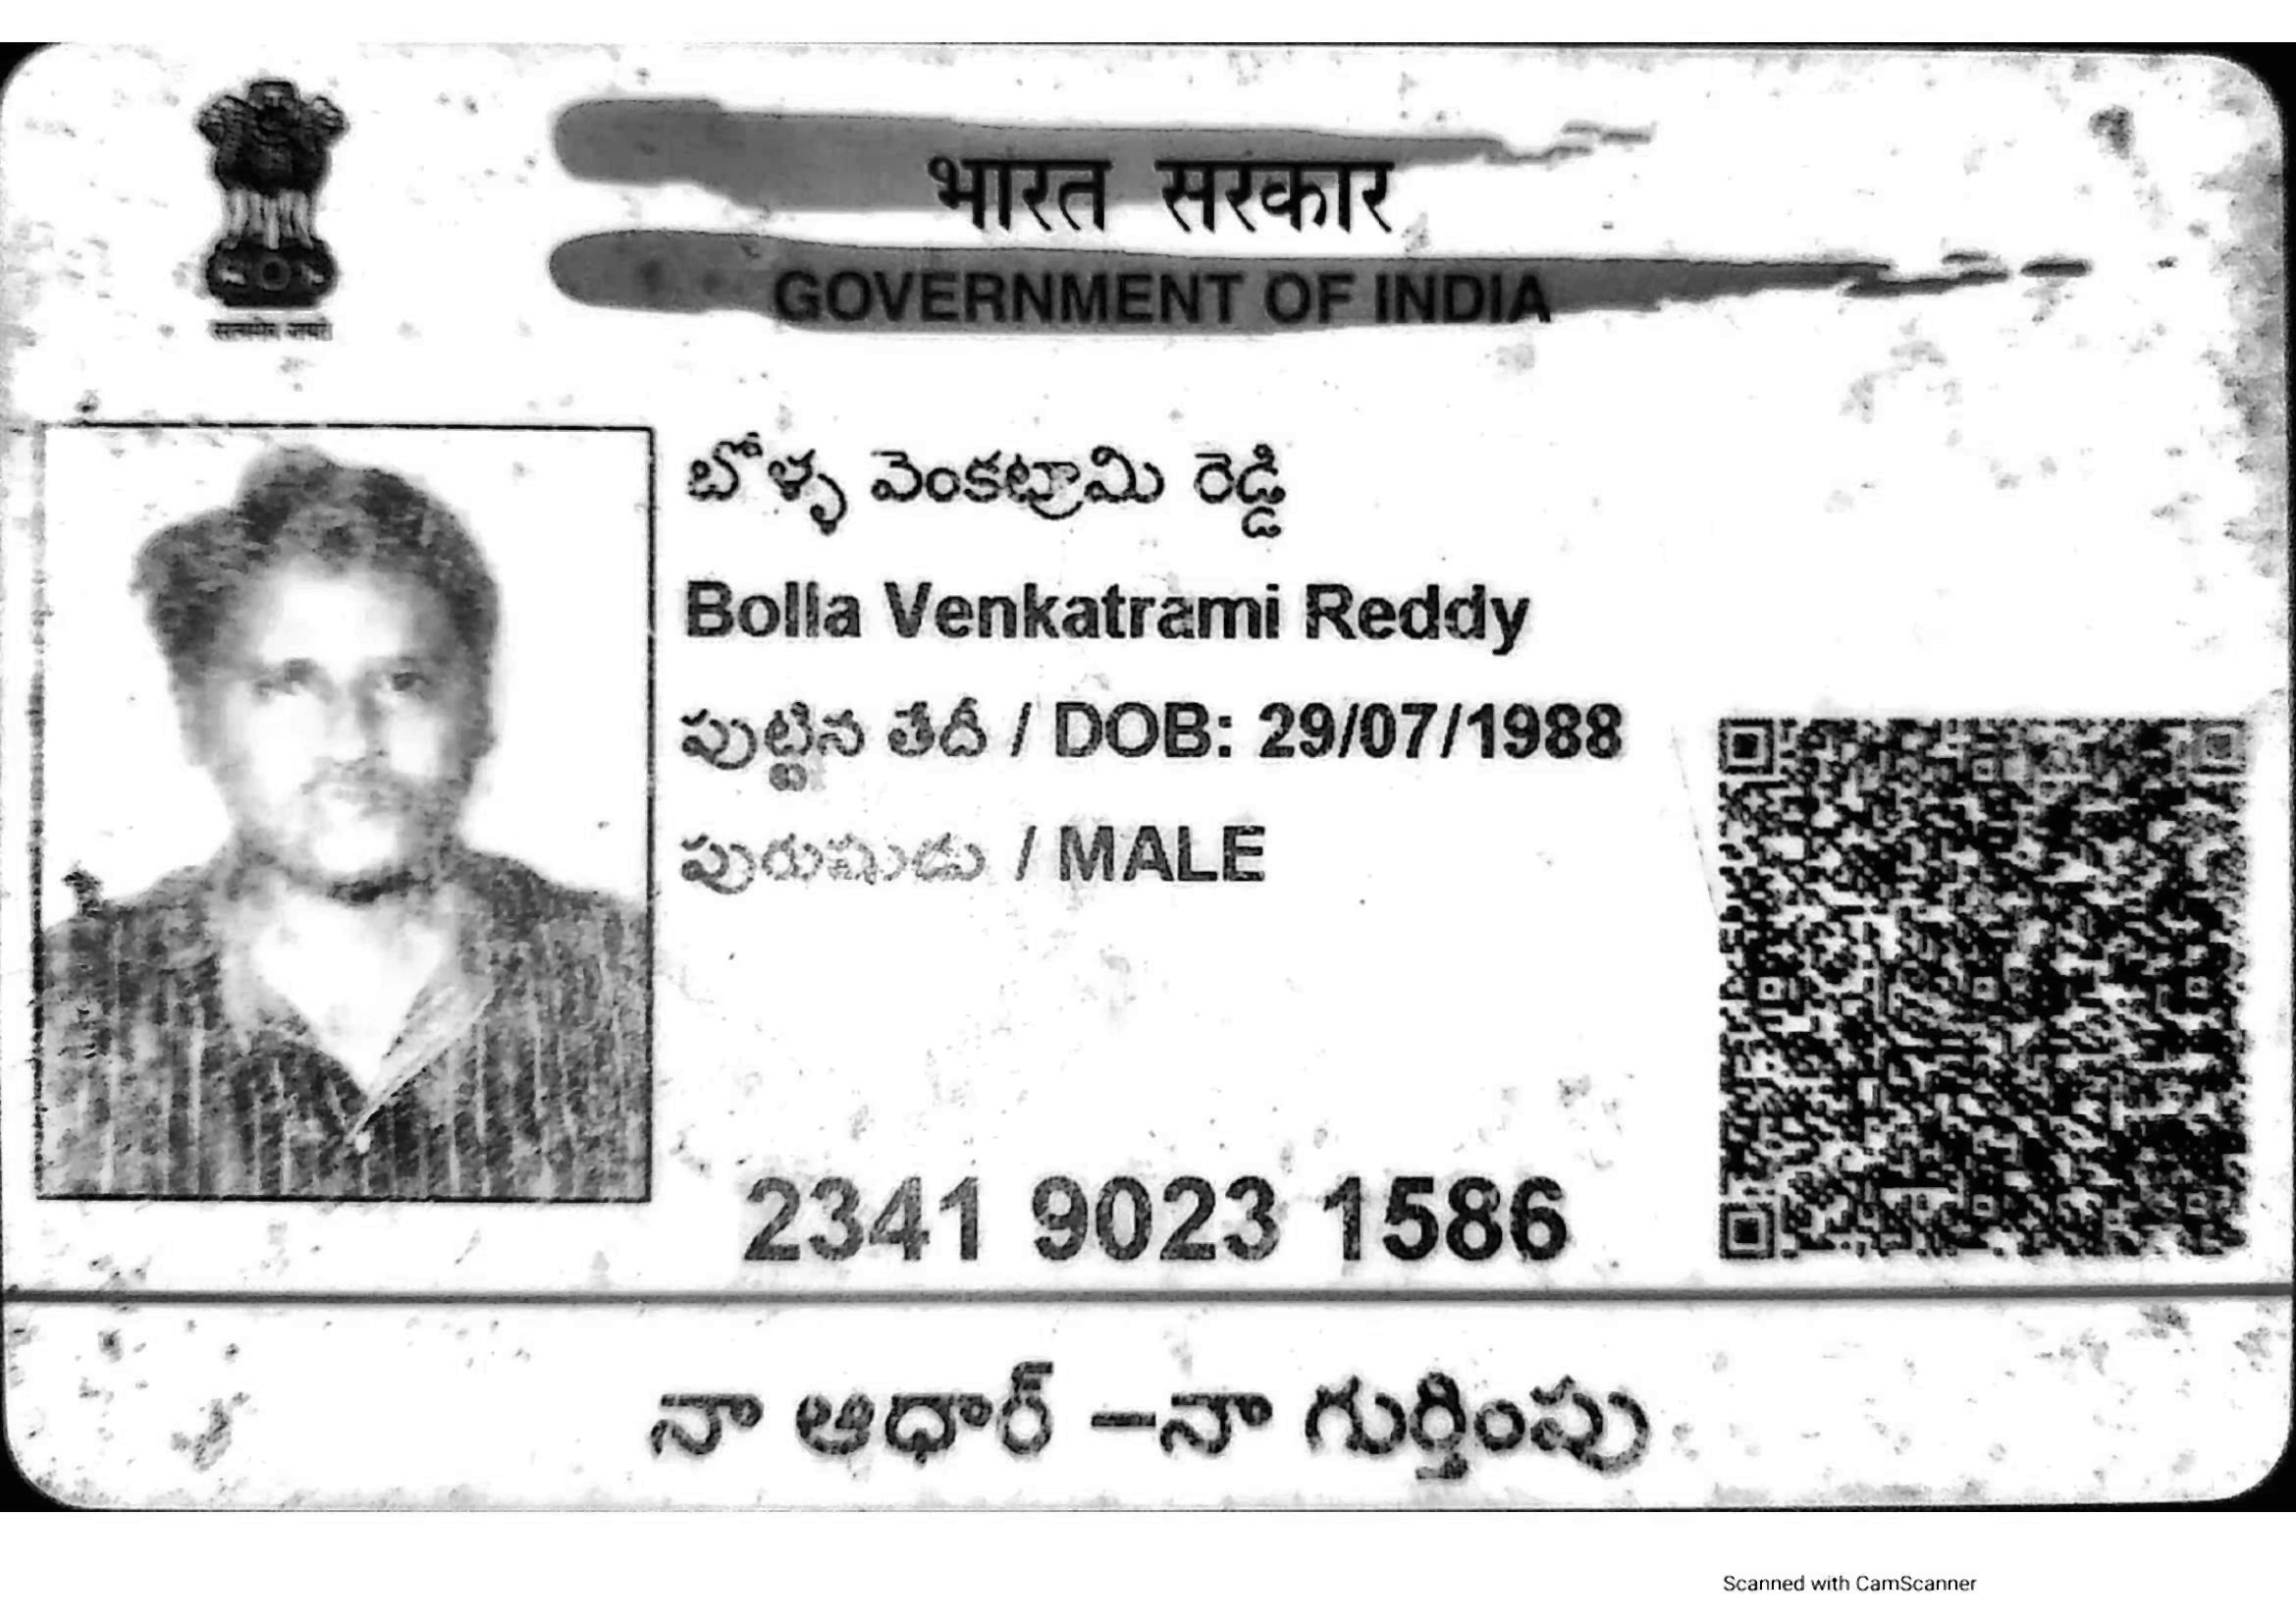 भारत सरकार
GOVERNMENT OF INDIA
सत्यमेव जयते
బోళ్ళ వెంకట్రామి రెడ్డి
Bolla Venkatrami Reddy
పుట్టిన తేదీ / DOB: 29/07/1988
పురుషుడు / MALE
2341 9023 1586
నా ఆధార్ –నా గుర్తింపు
Scanned with CamScanner